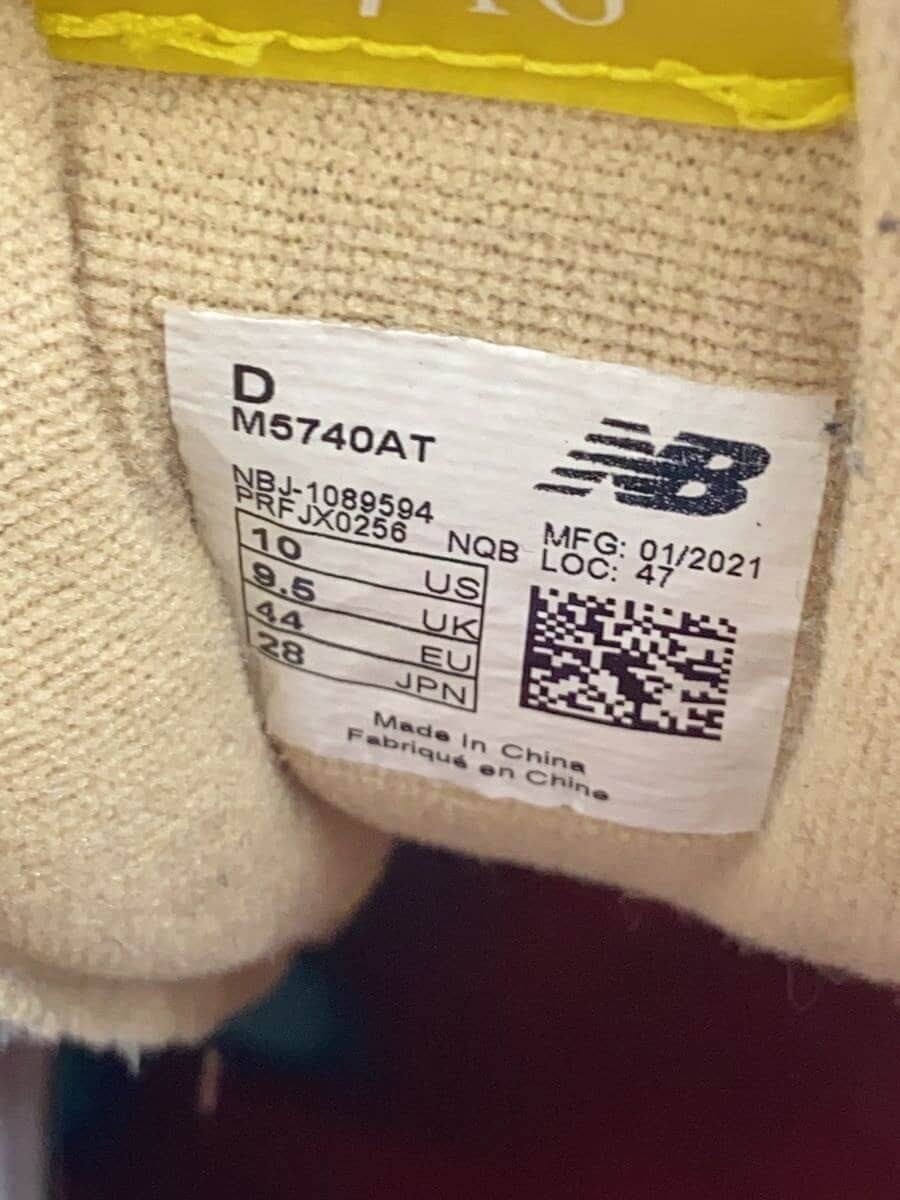 D
M5740AT
NB
NBJ-1089594
PRFJX0256 NQB
MFG: 01/2021
LOC: 47
10 US
9.5 UK
44 EU
28 JPN
Made In China
Fabriqué en Chine